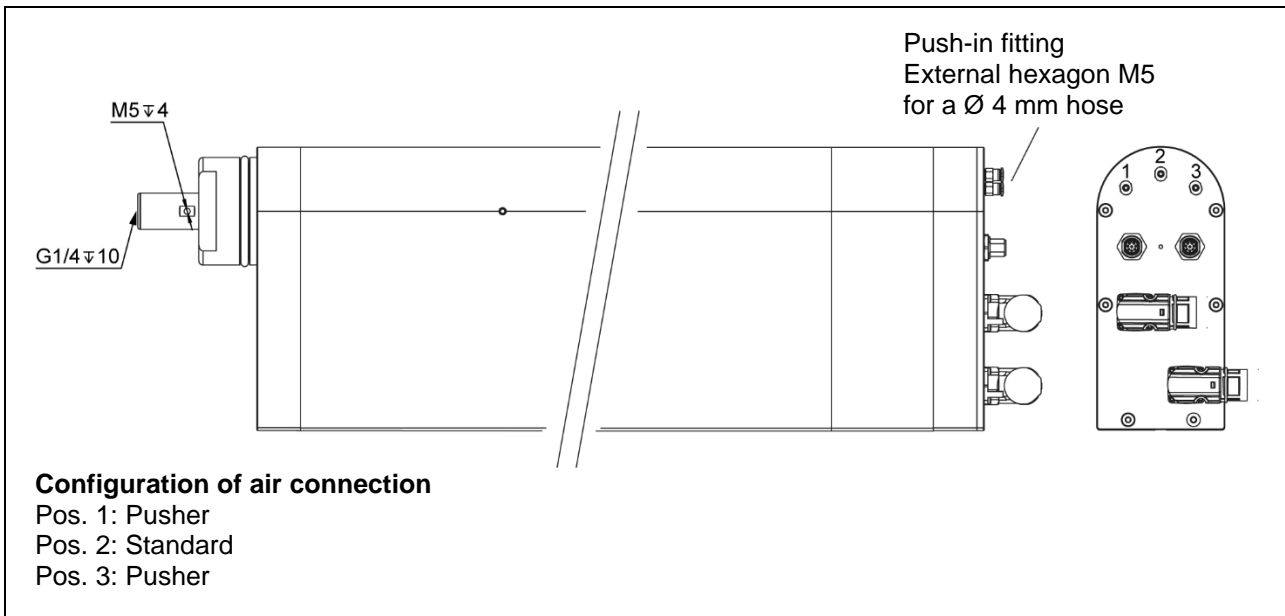 Push-in fitting
External hexagon M5
for a Ø 4 mm hose
M5↧4
G1/4↧10
1
2
3
Configuration of air connection
Pos. 1: Pusher
Pos. 2: Standard
Pos. 3: Pusher